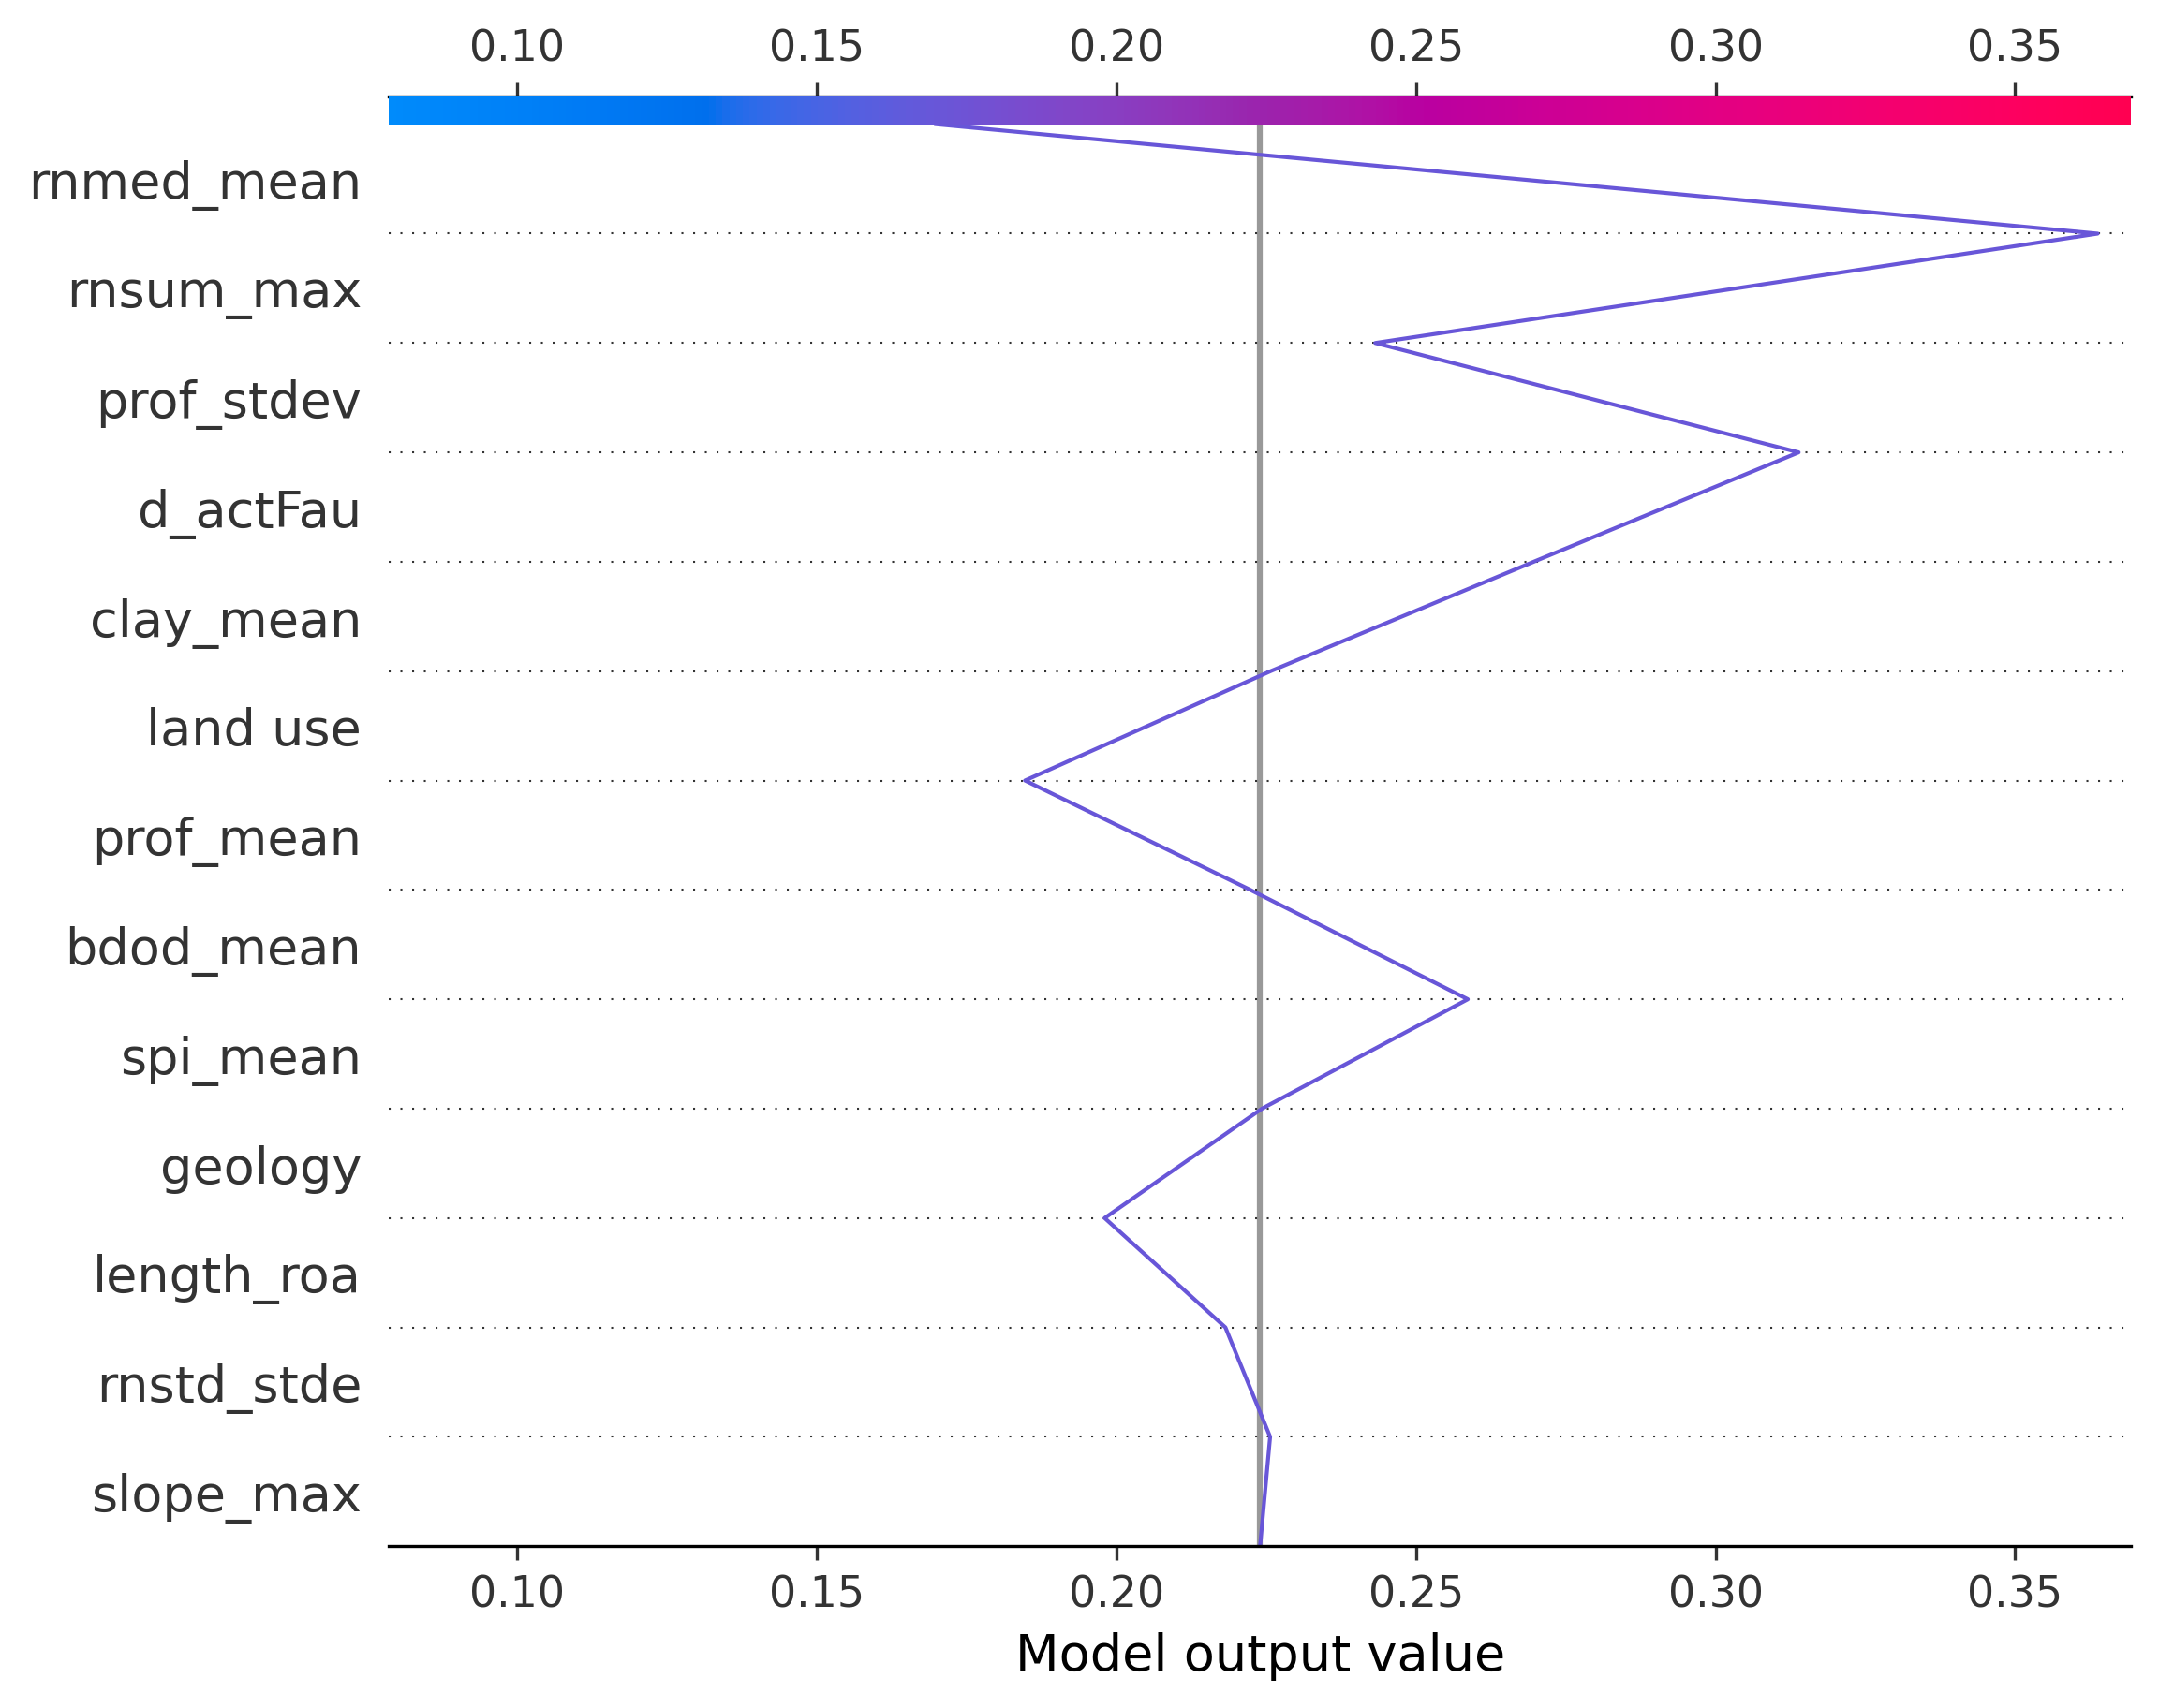 0.10 0.15 0.20 0.25 0.30 0.35
rnmed_mean
rnsum_max
prof_stdev
d_actFau
clay_mean
land use
prof_mean
bdod_mean
spi_mean
geology
length_roa
rnstd_stde
slope_max
0.10 0.15 0.20 0.25 0.30 0.35
Model output value